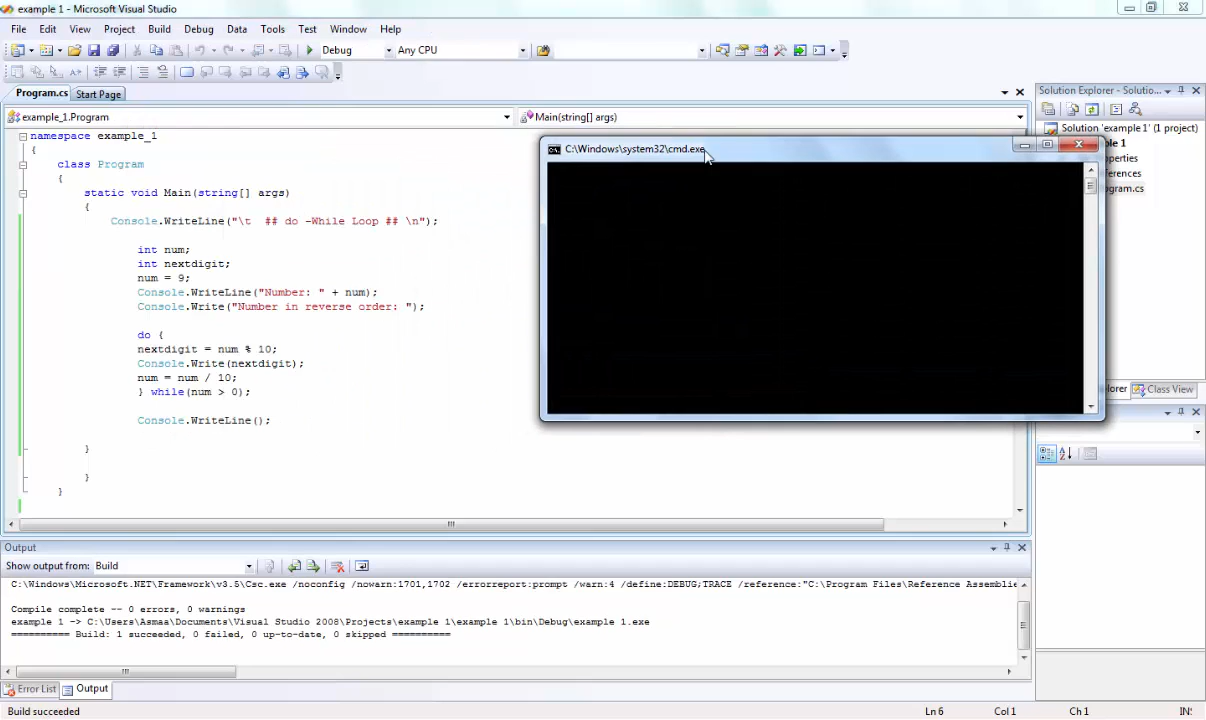 example 1 - Microsoft Visual Studio
File Edit View Project Build Debug Data Tools Test Window Help
Debug Any CPU
Program.cs Start Page
example_1.Program Main(string[] args)
namespace example_1
{
class Program
{
static void Main(string[] args)
{
Console.WriteLine("\t  ## do -While Loop ## \n");
int num;
int nextdigit;
num = 9;
Console.WriteLine("Number: " + num);
Console.Write("Number in reverse order: ");
do {
nextdigit = num % 10;
Console.Write(nextdigit);
num = num / 10;
} while(num > 0);
Console.WriteLine();
}
}
}
C:\Windows\system32\cmd.exe
Solution Explorer - Solutio...
Solution 'example 1' (1 project)
ple 1
operties
ferences
ogram.cs
lorer Class View
Output
Show output from: Build
C:\Windows\Microsoft.NET\Framework\v3.5\Csc.exe /noconfig /nowarn:1701,1702 /errorreport:prompt /warn:4 /define:DEBUG;TRACE /reference:"C:\Program Files\Reference Assemblie
Compile complete -- 0 errors, 0 warnings
example 1 -> C:\Users\Asmaa\Documents\Visual Studio 2008\Projects\example 1\example 1\bin\Debug\example 1.exe
========== Build: 1 succeeded, 0 failed, 0 up-to-date, 0 skipped ==========
Error List Output
Build succeeded Ln 6 Col 1 Ch 1 INS